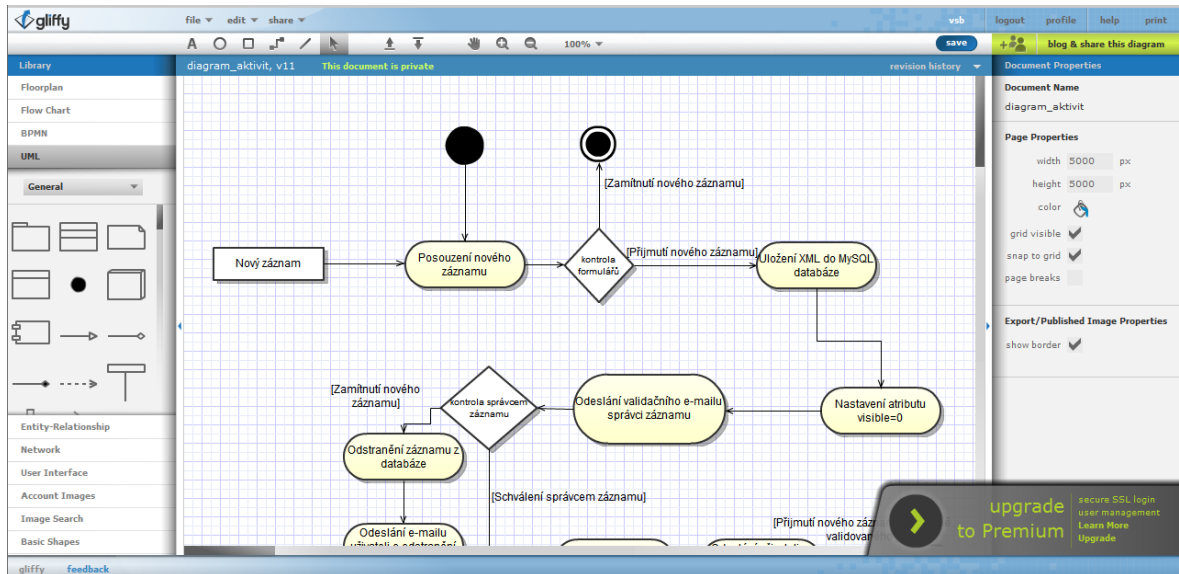 gliffy
file edit share
vsb logout profile help print
A 100% save
blog & share this diagram
Library
diagram_aktivit, v11 This document is private revision history
Document Properties
Floorplan
Flow Chart
BPMN
UML
General
Entity-Relationship
Network
User Interface
Account Images
Image Search
Basic Shapes
[Zamítnutí nového záznamu]
Nový záznam
Posouzení nového
záznamu
kontrola
formulářů
[Přijmutí nového záznamu]
Uložení XML do MySQL
databáze
[Zamítnutí nového
záznamu]
kontrola správcem
záznamu
Odeslání validačního e-mailu
správci záznamu
Nastavení atributu
visible=0
Odstranění záznamu z
databáze
[Schválení správcem záznamu]
Odeslání e-mailu
uživateli o odstranění
[Přijmutí nového
Document Name
diagram_aktivit
Page Properties
width 5000 px
height 5000 px
color
grid visible
snap to grid
page breaks
Export/Published Image Properties
show border
upgrade
to Premium
secure SSL login
user management
Learn More
Upgrade
gliffy feedback